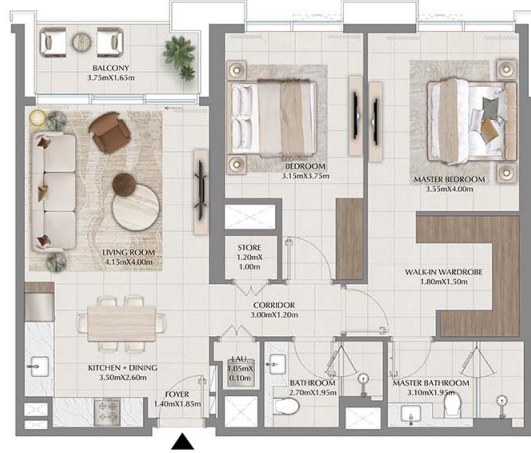 BALCONY
3.75mX1.65m
BEDROOM
3.15mX3.75m
MASTER BEDROOM
3.55mX4.00m
LIVING ROOM
4.15mX4.00m
STORE
1.20mX
1.00m
WALK-IN WARDROBE
1.80mX1.50m
CORRIDOR
3.00mX1.20m
KITCHEN + DINING
3.50mX2.60m
LAU.
1.05mX
0.10m
FOYER
1.40mX1.85m
BATHROOM
2.70mX1.95m
MASTER BATHROOM
3.10mX1.95m